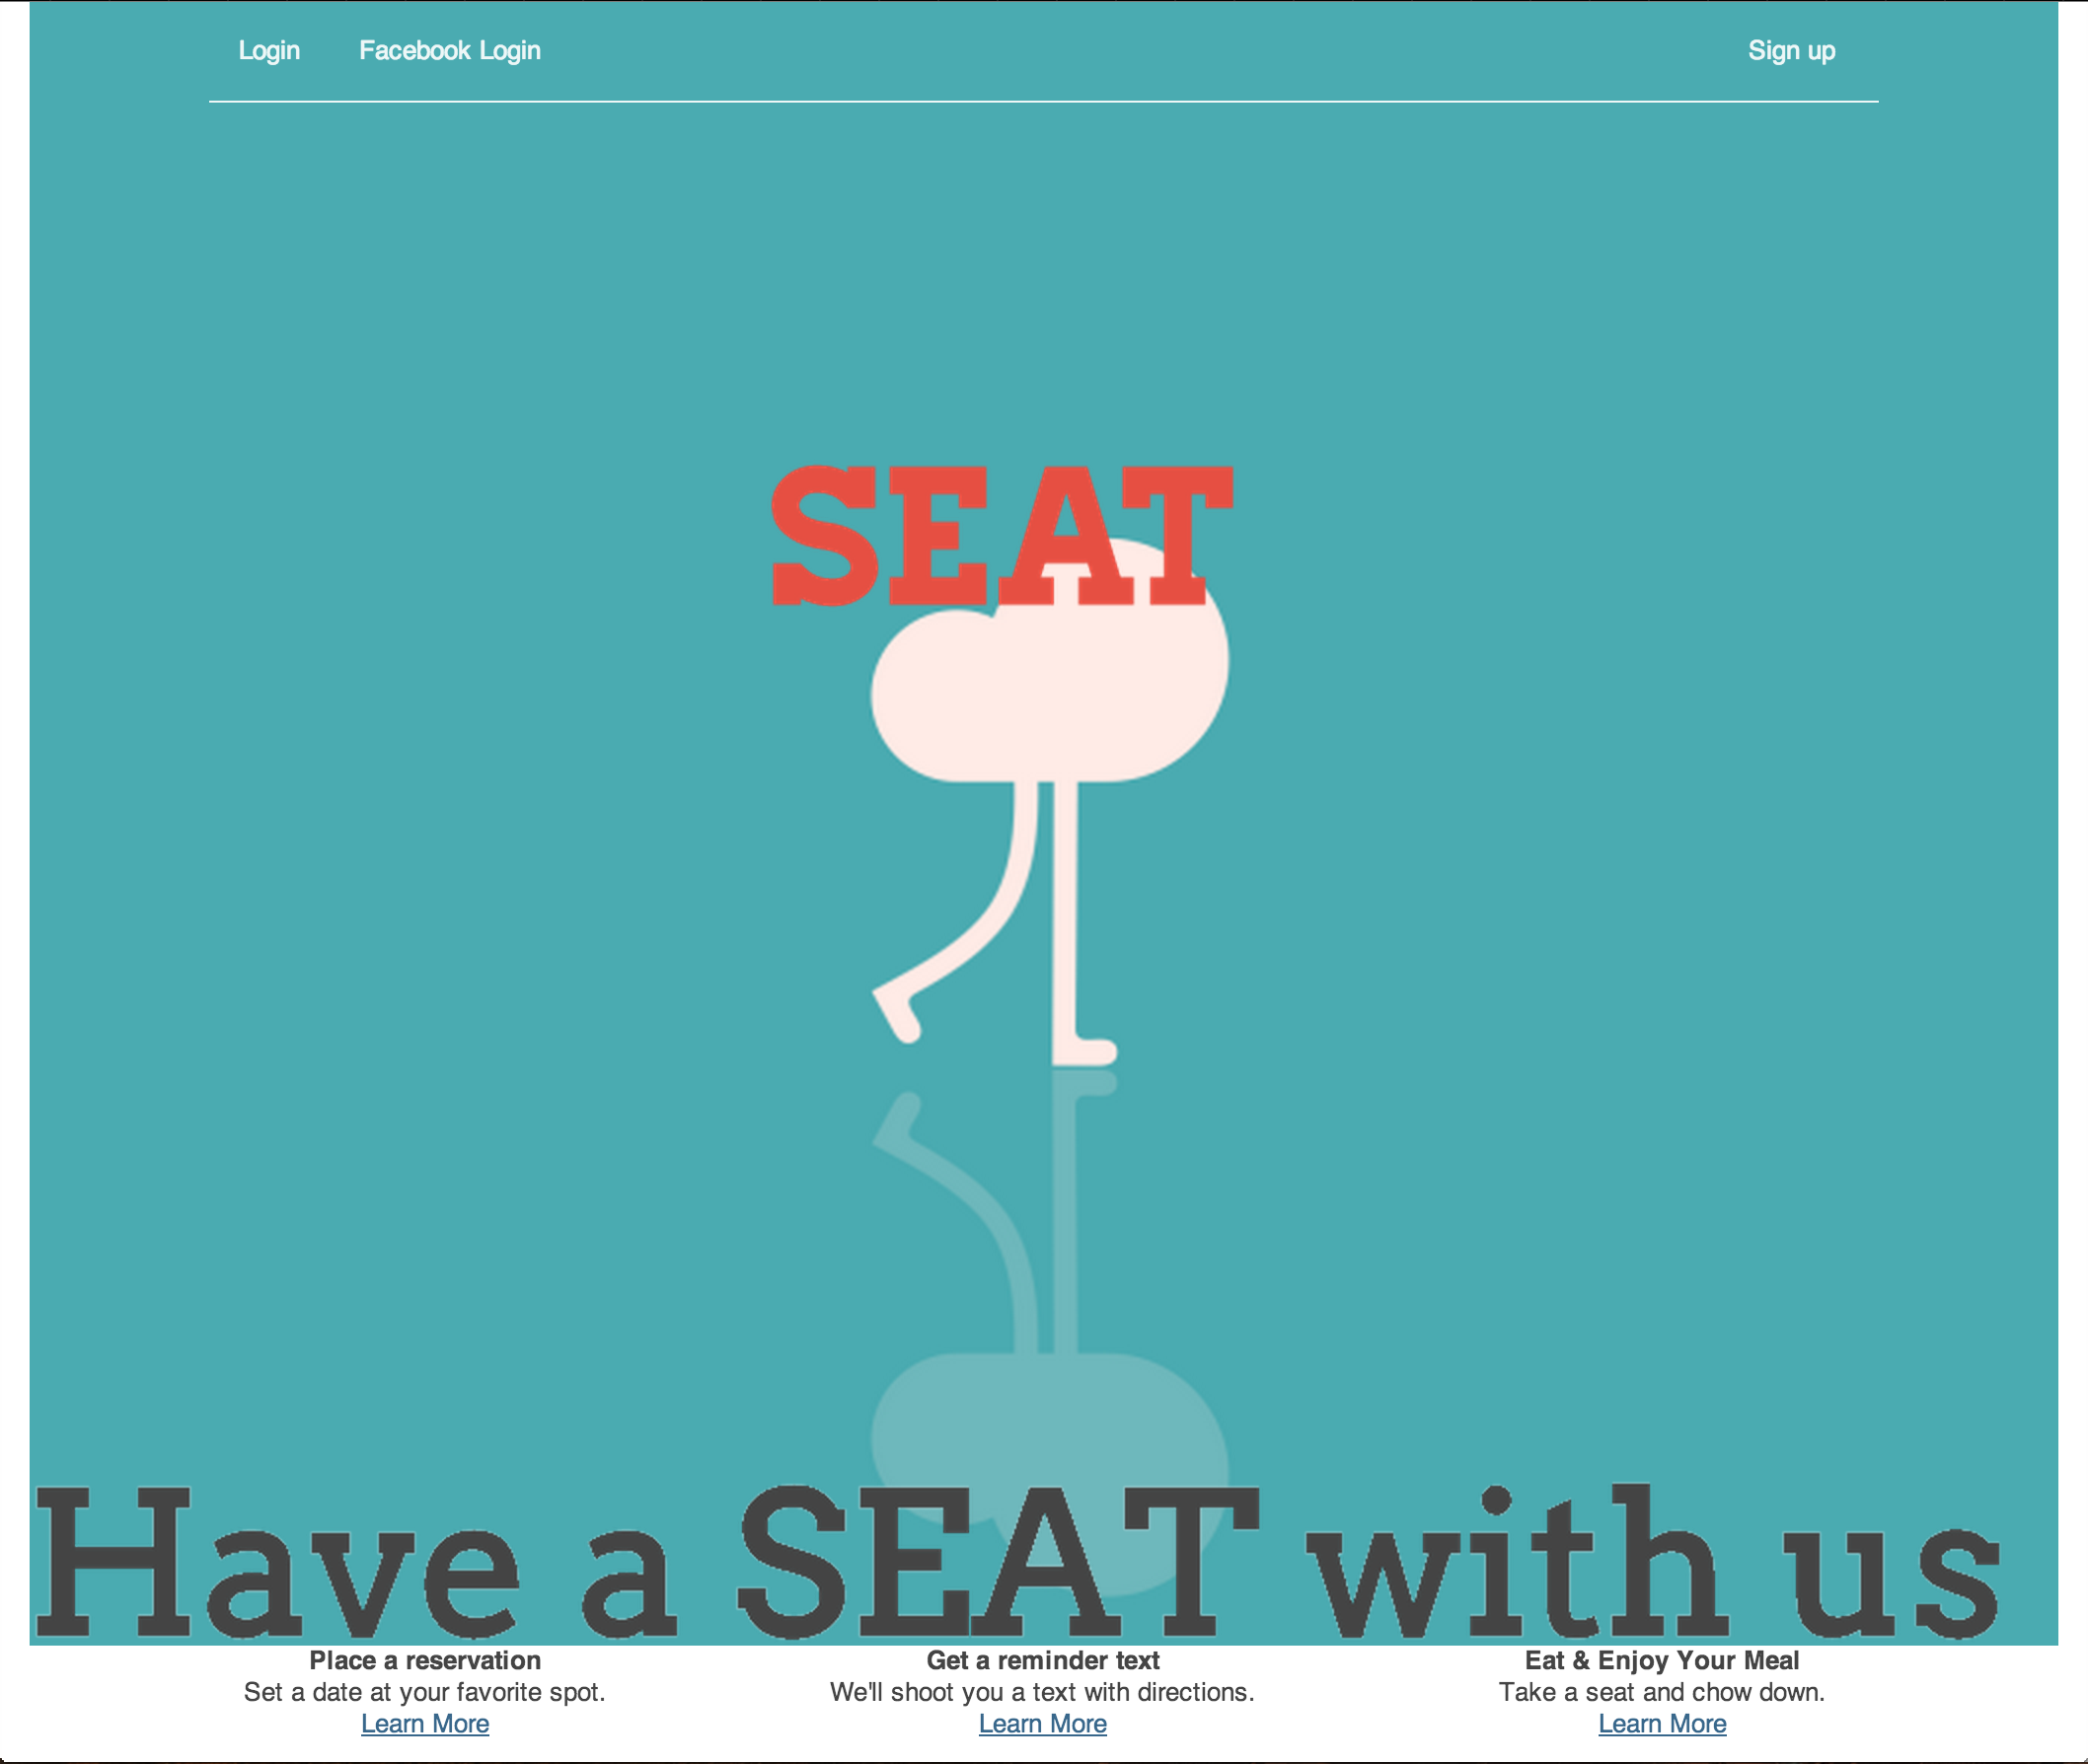 Login Facebook Login Sign up
SEAT
Have a SEAT with us
Place a reservation Get a reminder text Eat & Enjoy Your Meal
Set a date at your favorite spot. We'll shoot you a text with directions. Take a seat and chow down.
Learn More Learn More Learn More